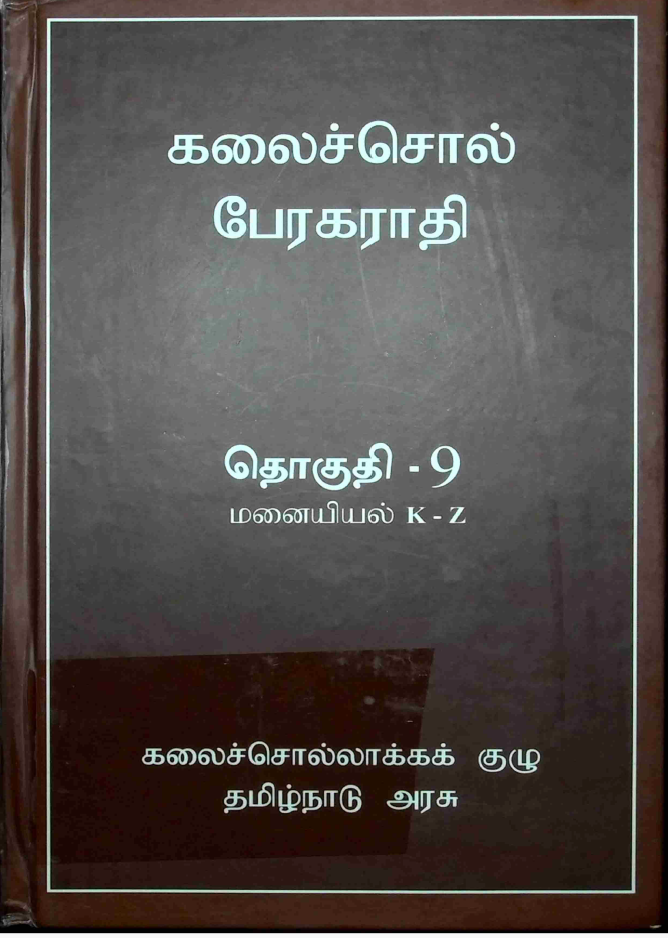 கலைச்சொல்
பேரகராதி
தொகுதி - 9
மனையியல் K - Z
கலைச்சொல்லாக்கக் குழு
தமிழ்நாடு அரசு